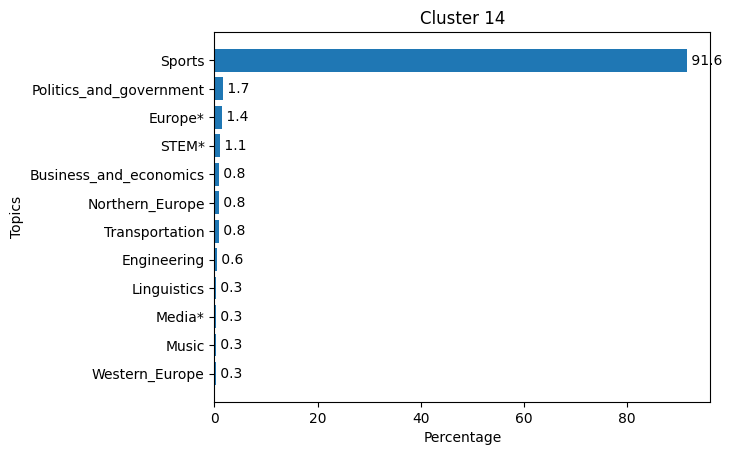 Cluster 14
Sports 91.6
Politics_and_government 1.7
Europe* 1.4
STEM* 1.1
Business_and_economics 0.8
Northern_Europe 0.8
Transportation 0.8
Engineering 0.6
Linguistics 0.3
Media* 0.3
Music 0.3
Western_Europe 0.3
Topics
0 20 40 60 80
Percentage